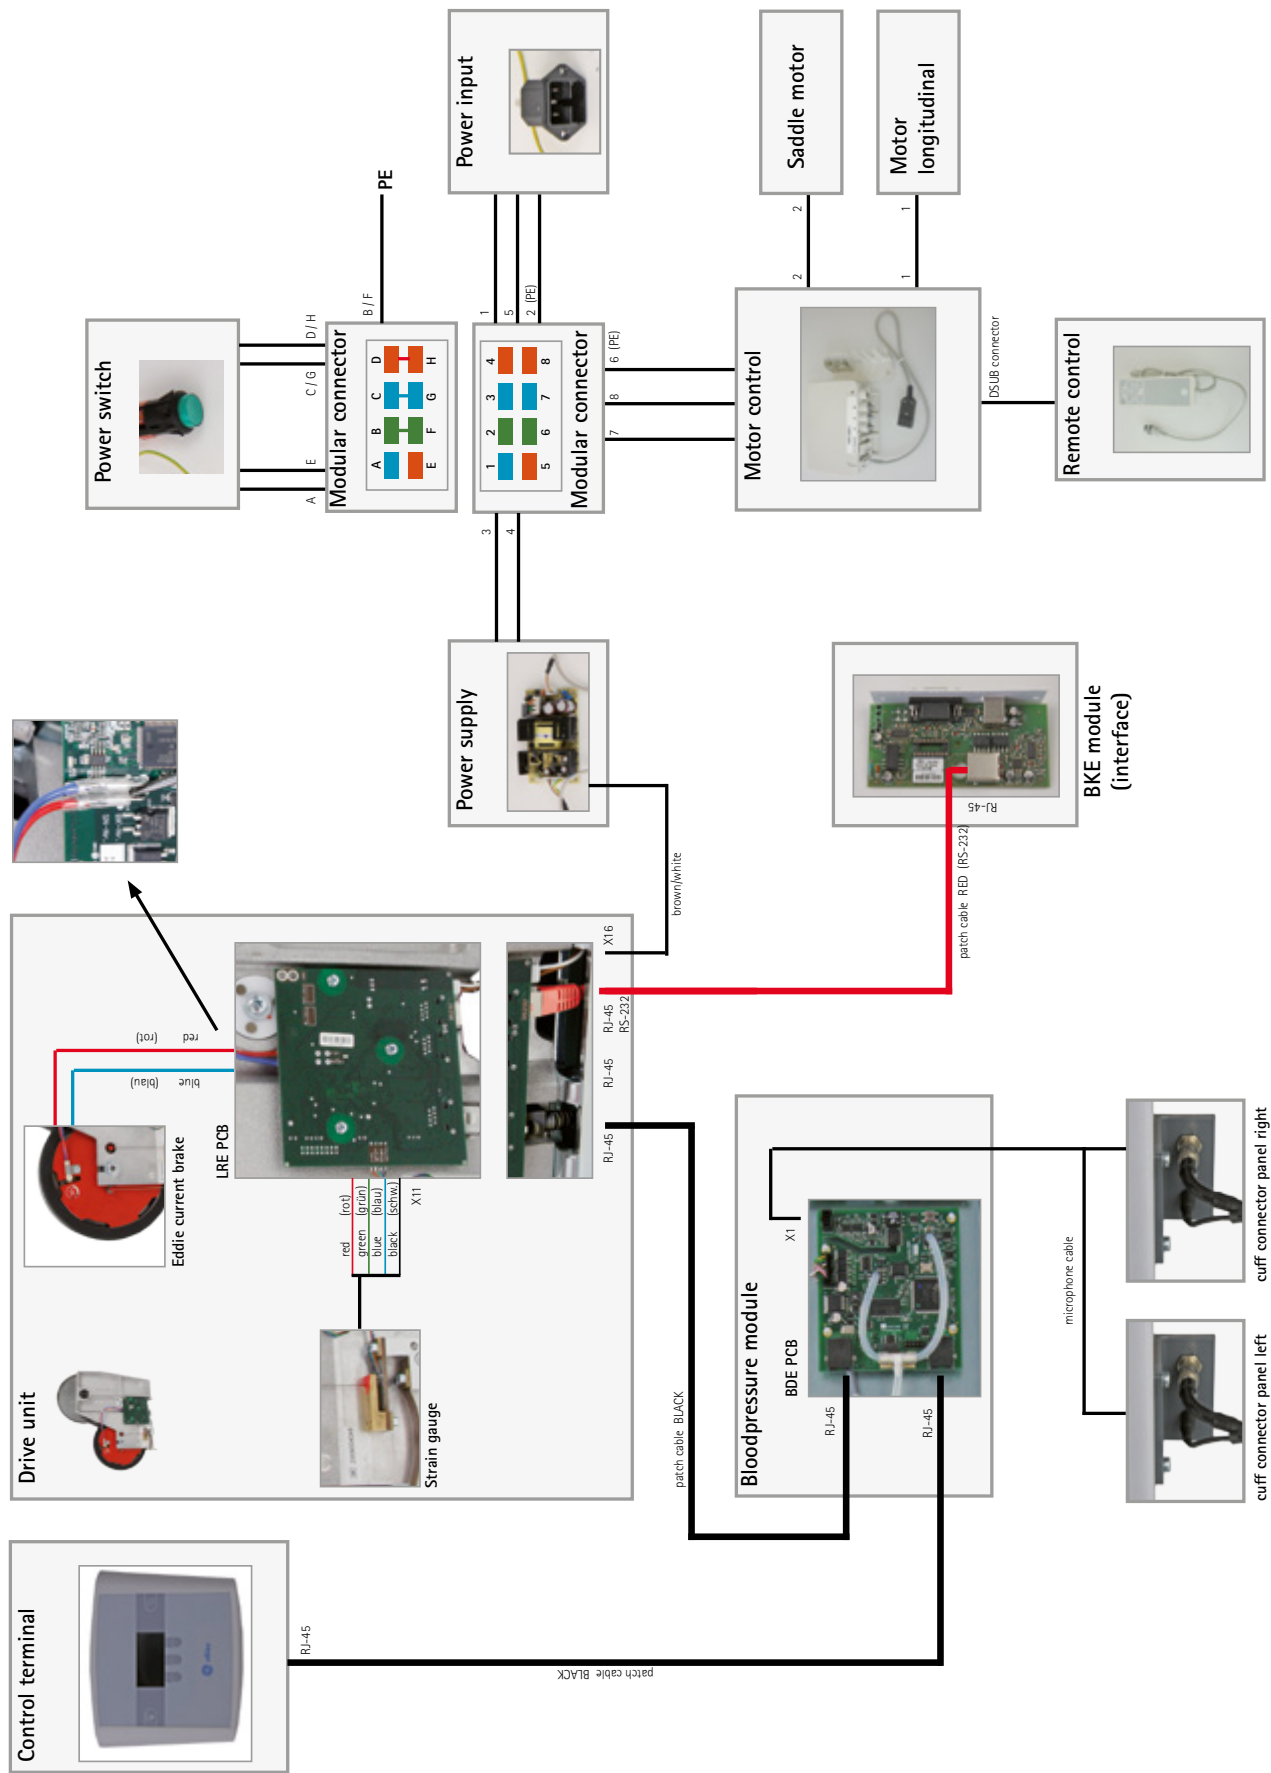 Control terminal
RJ-45
patch cable BLACK
Drive unit
Eddie current brake
blue (blau)
red (rot)
LRE PCB
red (rot)
green (grün)
blue (blau)
black (schw.)
X11
Strain gauge
RJ-45
RJ-45
RJ-45
RS-232
X16
patch cable BLACK
brown/white
patch cable RED (RS-232)
Bloodpressure module
BDE PCB
RJ-45
RJ-45
X1
microphone cable
cuff connector panel left
cuff connector panel right
Power supply
3
4
RJ-45
BKE module
(interface)
Power switch
A
E
C / G
D / H
Modular connector
A
B
C
D
E
F
G
H
B / F
PE
Modular connector
1
2
3
4
5
6
7
8
1
5
2 (PE)
7
8
6 (PE)
Power input
Motor control
2
2
1
1
Saddle motor
Motor
longitudinal
DSUB connector
Remote control